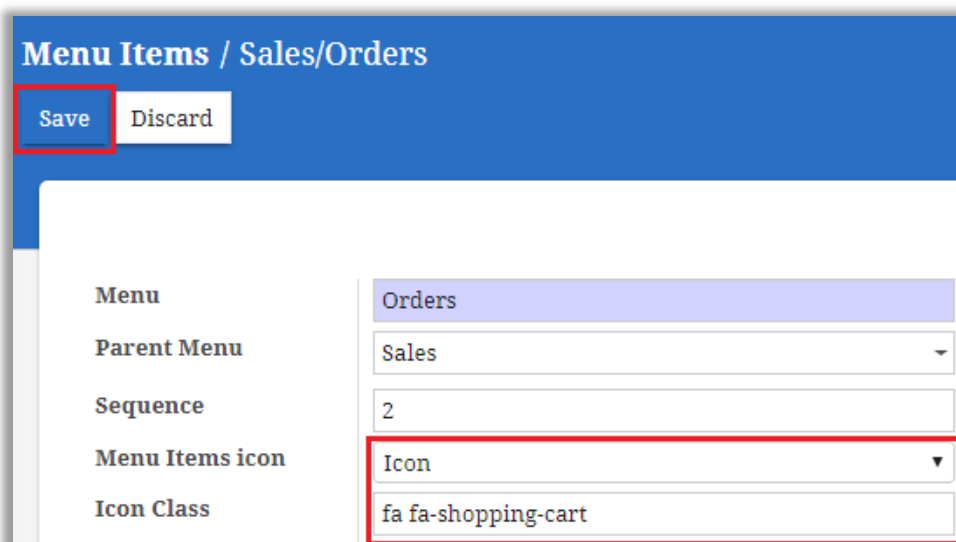 Menu Items / Sales/Orders
Save Discard
Menu Orders
Parent Menu Sales
Sequence 2
Menu Items icon Icon
Icon Class fa fa-shopping-cart